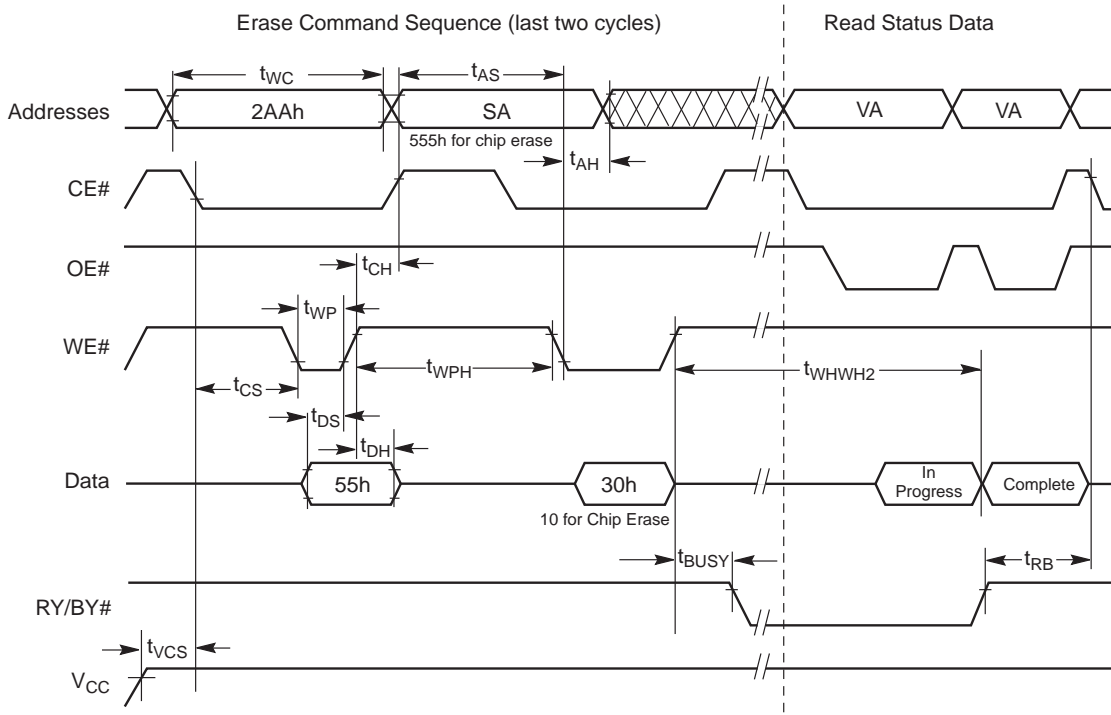 Erase Command Sequence (last two cycles)
Read Status Data
tWC
tAS
Addresses
2AAh
SA
VA
VA
555h for chip erase
tAH
CE#
OE#
tCH
tWP
WE#
tWPH
tWHWH2
tCS
tDS
tDH
Data
55h
30h
In
Progress
Complete
10 for Chip Erase
tBUSY
tRB
RY/BY#
tVCS
VCC